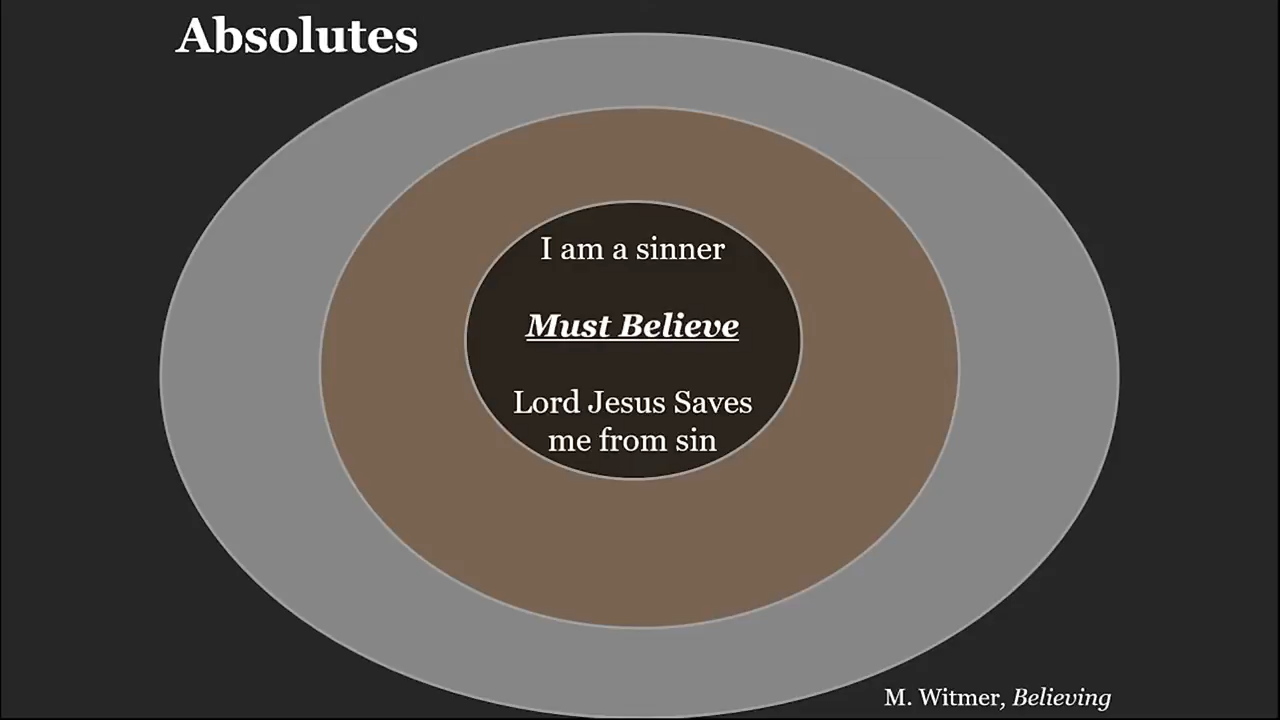 Absolutes
I am a sinner
Must Believe
Lord Jesus Saves
me from sin
M. Witmer, Believing